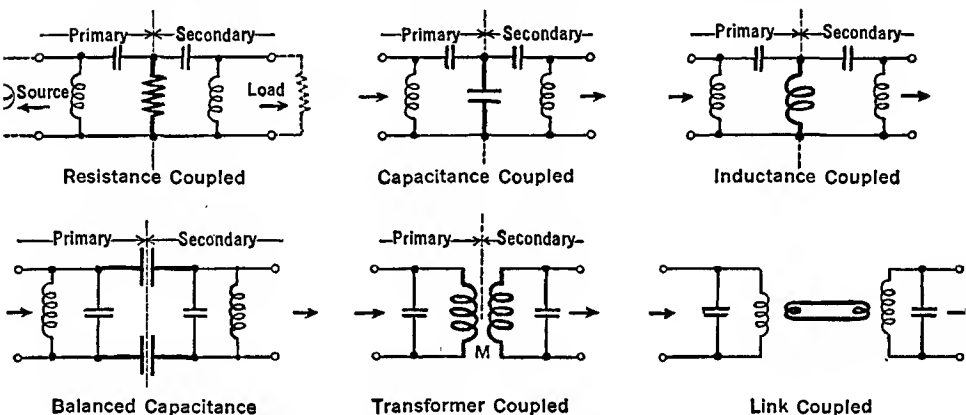 Primary Secondary
Source
Load
Resistance Coupled
Primary Secondary
Capacitance Coupled
Primary Secondary
Inductance Coupled
Primary Secondary
Balanced Capacitance
Primary Secondary
M
Transformer Coupled
Link Coupled